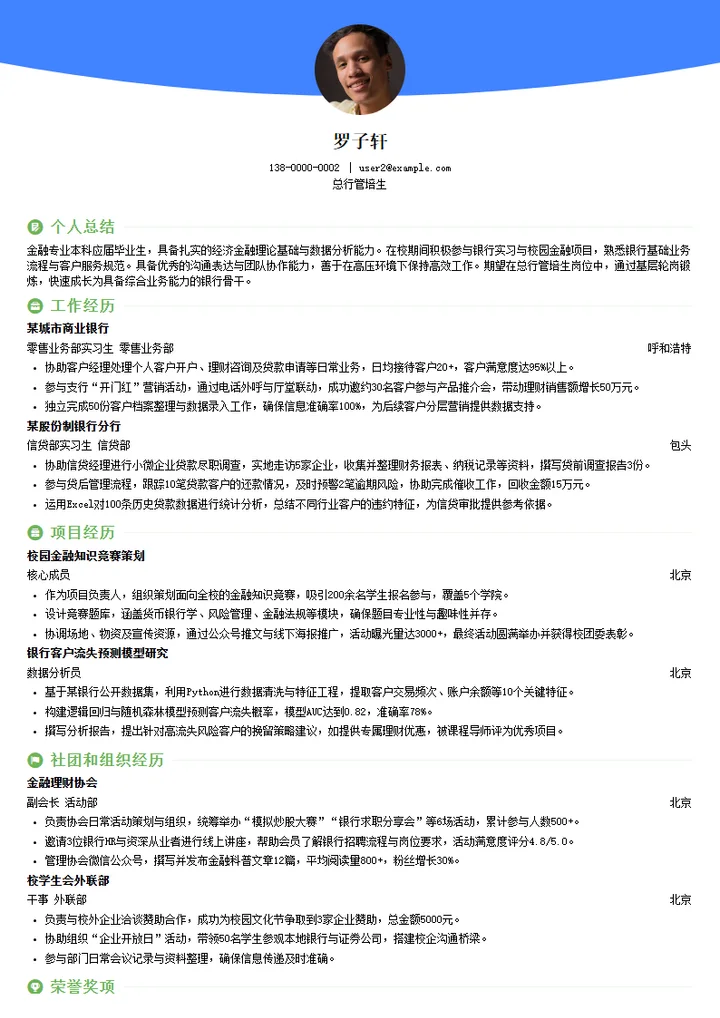 罗子轩
138-0000-0002 | user2@example.com
总行管培生
个人总结
金融专业本科应届毕业生，具备扎实的经济金融理论基础与数据分析能力。在校期间积极参与银行实习与校园金融项目，熟悉银行基础业务
流程与客户服务规范。具备优秀的沟通表达与团队协作能力，善于在高压环境下保持高效工作。期望在总行管培生岗位中，通过基层轮岗锻
炼，快速成长为具备综合业务能力的银行骨干。
工作经历
某城市商业银行
零售业务部实习生 零售业务部 呼和浩特
• 协助客户经理处理个人客户开户、理财咨询及贷款申请等日常业务，日均接待客户20+，客户满意度达95%以上。
• 参与支行“开门红”营销活动，通过电话外呼与厅堂联动，成功邀约30名客户参与产品推介会，带动理财销售额增长50万元。
• 独立完成50份客户档案整理与数据录入工作，确保信息准确率100%，为后续客户分层营销提供数据支持。
某股份制银行分行
信贷部实习生 信贷部 包头
• 协助信贷经理进行小微企业贷款尽职调查，实地走访5家企业，收集并整理财务报表、纳税记录等资料，撰写贷前调查报告3份。
• 参与贷后管理流程，跟踪10笔贷款客户的还款情况，及时预警2笔逾期风险，协助完成催收工作，回收金额15万元。
• 运用Excel对100条历史贷款数据进行统计分析，总结不同行业客户的违约特征，为信贷审批提供参考依据。
项目经历
校园金融知识竞赛策划
核心成员 北京
• 作为项目负责人，组织策划面向全校的金融知识竞赛，吸引200余名学生报名参与，覆盖5个学院。
• 设计竞赛题库，涵盖货币银行学、风险管理、金融法规等模块，确保题目专业性与趣味性并存。
• 协调场地、物资及宣传资源，通过公众号推文与线下海报推广，活动曝光量达3000+，最终活动圆满举办并获得校团委表彰。
银行客户流失预测模型研究
数据分析员 北京
• 基于某银行公开数据集，利用Python进行数据清洗与特征工程，提取客户交易频次、账户余额等10个关键特征。
• 构建逻辑回归与随机森林模型预测客户流失概率，模型AUC达到0.82，准确率78%。
• 撰写分析报告，提出针对高流失风险客户的挽留策略建议，如提供专属理财优惠，被课程导师评为优秀项目。
社团和组织经历
金融理财协会
副会长 活动部 北京
• 负责协会日常活动策划与组织，统筹举办“模拟炒股大赛”“银行求职分享会”等6场活动，累计参与人数500+。
• 邀请3位银行HR与资深从业者进行线上讲座，帮助会员了解银行招聘流程与岗位要求，活动满意度评分4.8/5.0。
• 管理协会微信公众号，撰写并发布金融科普文章12篇，平均阅读量800+，粉丝增长30%。
校学生会外联部
干事 外联部 北京
• 负责与校外企业洽谈赞助合作，成功为校园文化节争取到3家企业赞助，总金额5000元。
• 协助组织“企业开放日”活动，带领50名学生参观本地银行与证券公司，搭建校企沟通桥梁。
• 参与部门日常会议记录与资料整理，确保信息传递及时准确。
荣誉奖项